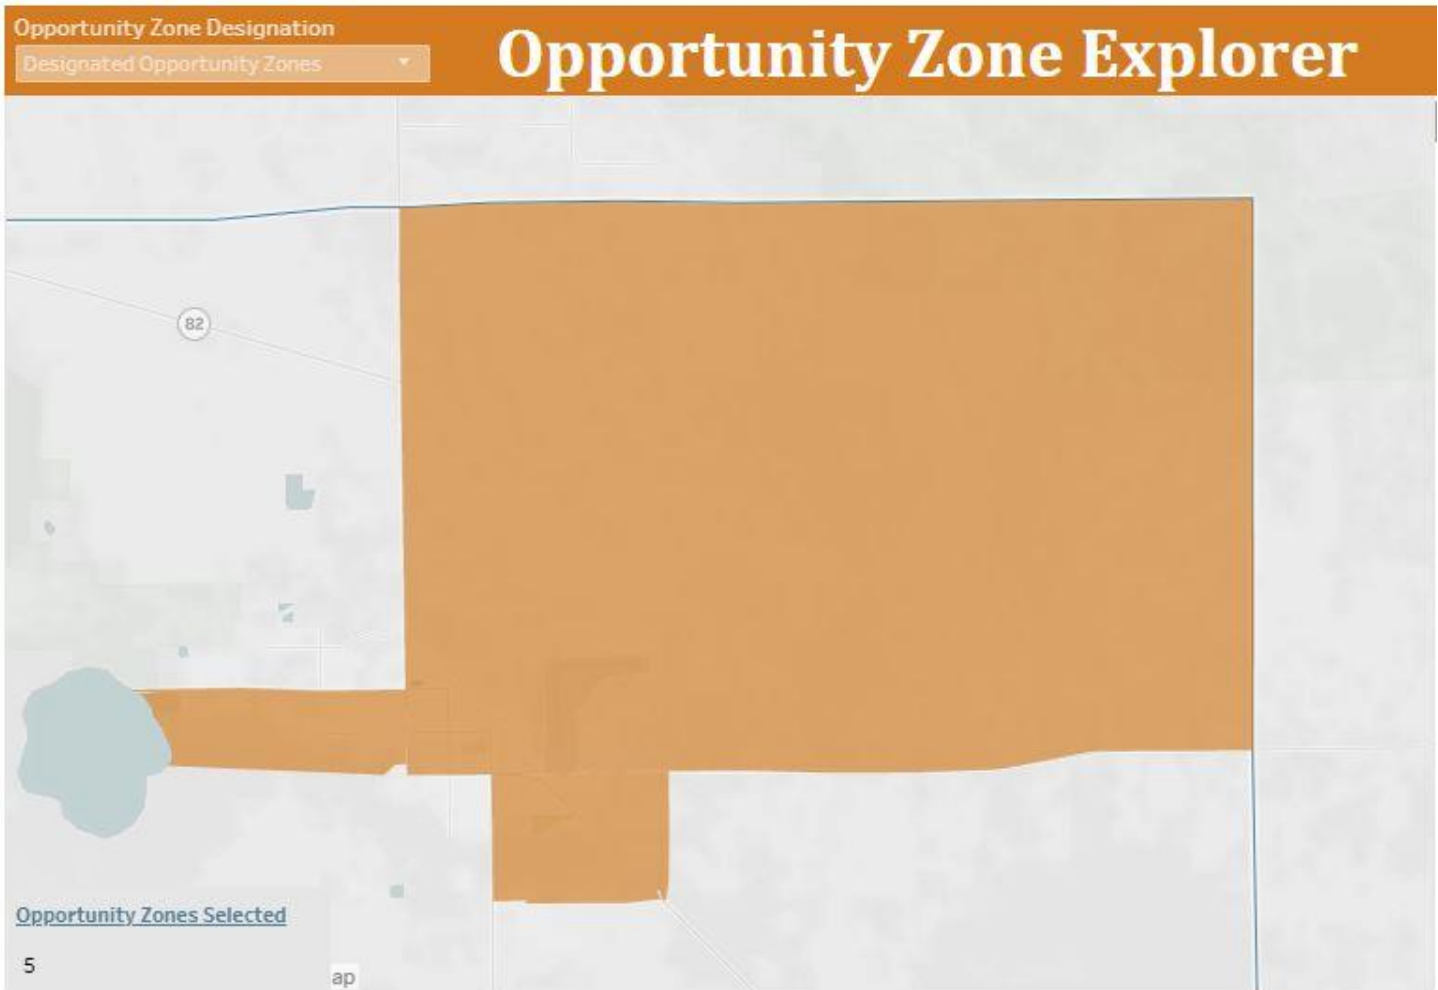 Opportunity Zone Designation
Designated Opportunity Zones
Opportunity Zone Explorer
82
Opportunity Zones Selected
5
ap